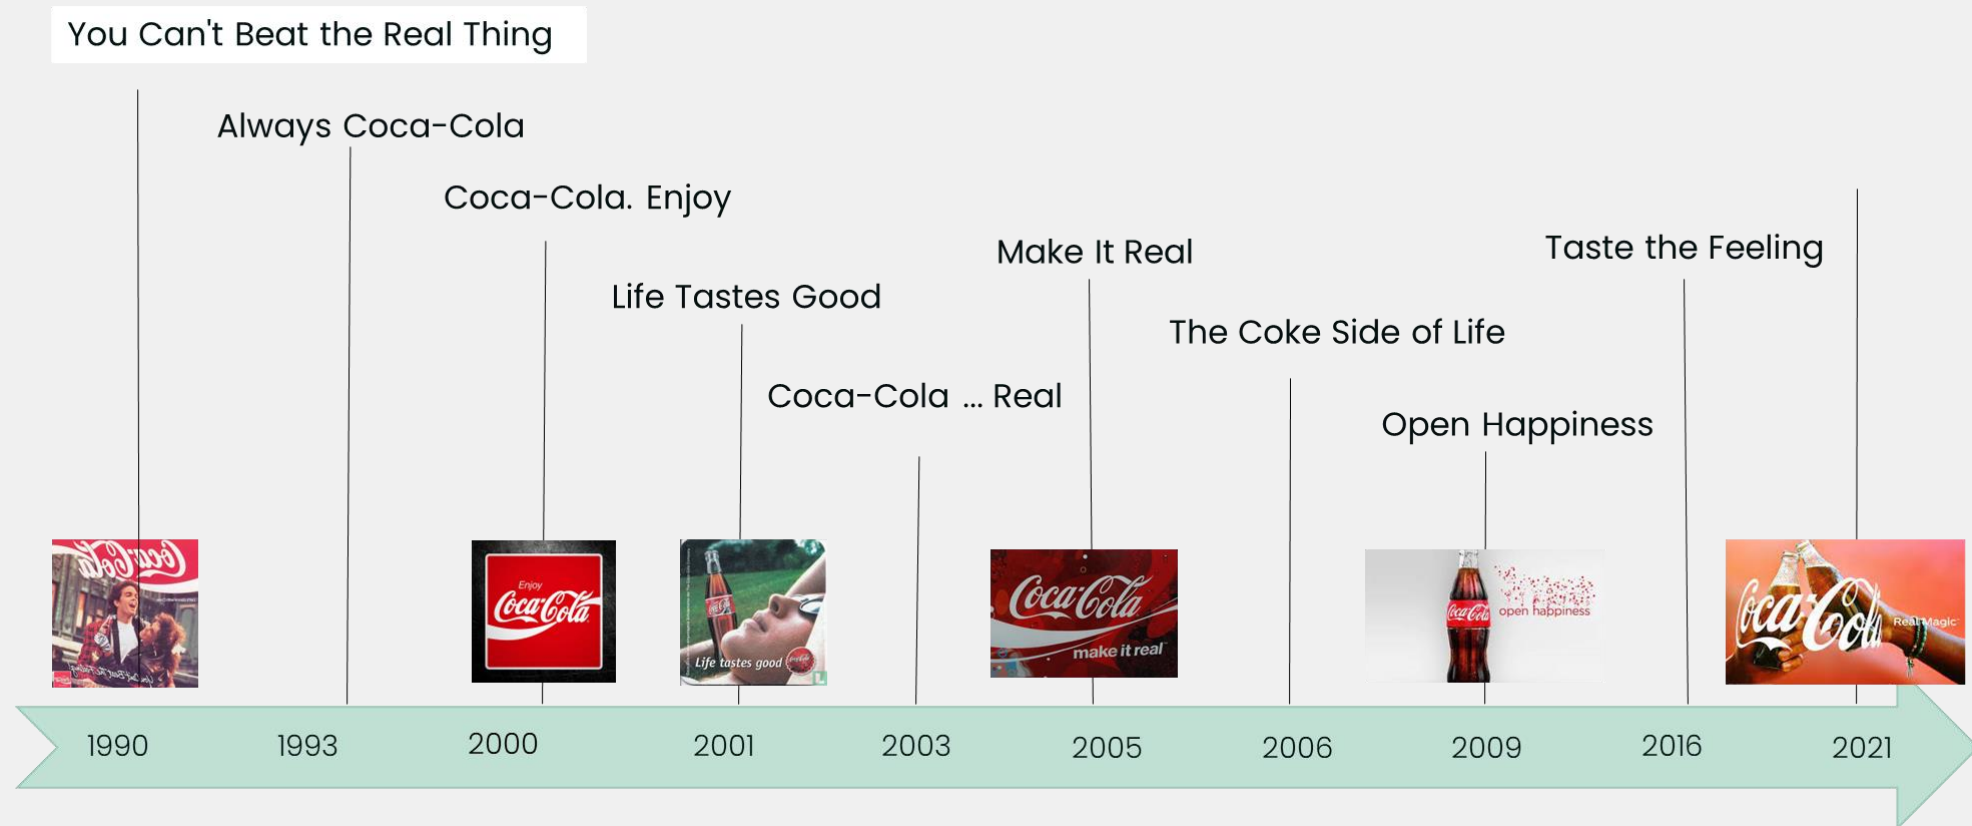 You Can't Beat the Real Thing
Always Coca-Cola
Coca-Cola. Enjoy
Life Tastes Good
Coca-Cola ... Real
Make It Real
The Coke Side of Life
Open Happiness
Taste the Feeling
Coca-Cola
Enjoy
Coca-Cola
Life tastes good
Coca-Cola
make it real
Coca-Cola
open happiness
Coca-Cola
Real Magic
1990
1993
2000
2001
2003
2005
2006
2009
2016
2021